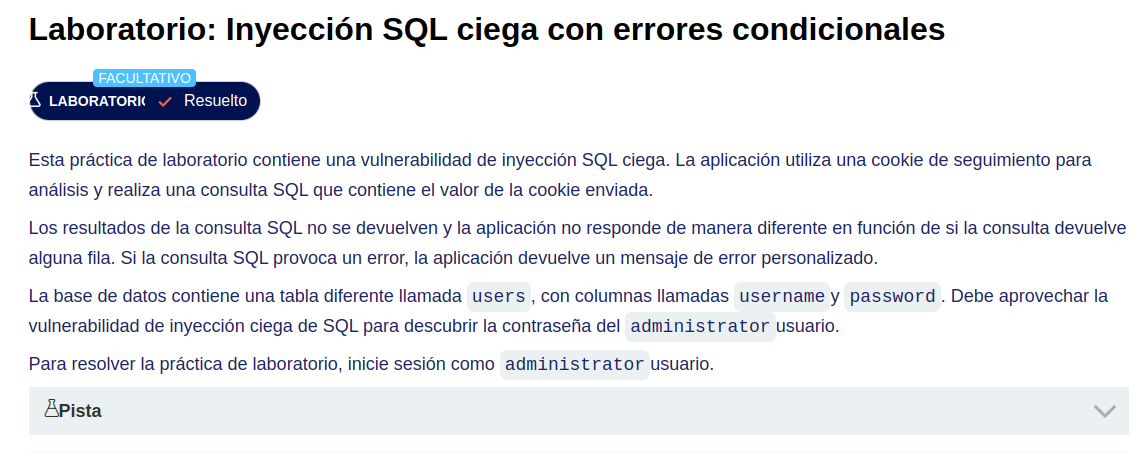 Laboratorio: Inyección SQL ciega con errores condicionales
FACULTATIVO
LABORATORIO Resuelto
Esta práctica de laboratorio contiene una vulnerabilidad de inyección SQL ciega. La aplicación utiliza una cookie de seguimiento para
análisis y realiza una consulta SQL que contiene el valor de la cookie enviada.
Los resultados de la consulta SQL no se devuelven y la aplicación no responde de manera diferente en función de si la consulta devuelve
alguna fila. Si la consulta SQL provoca un error, la aplicación devuelve un mensaje de error personalizado.
La base de datos contiene una tabla diferente llamada users, con columnas llamadas username y password. Debe aprovechar la
vulnerabilidad de inyección ciega de SQL para descubrir la contraseña del administrator usuario.
Para resolver la práctica de laboratorio, inicie sesión como administrator usuario.
Pista